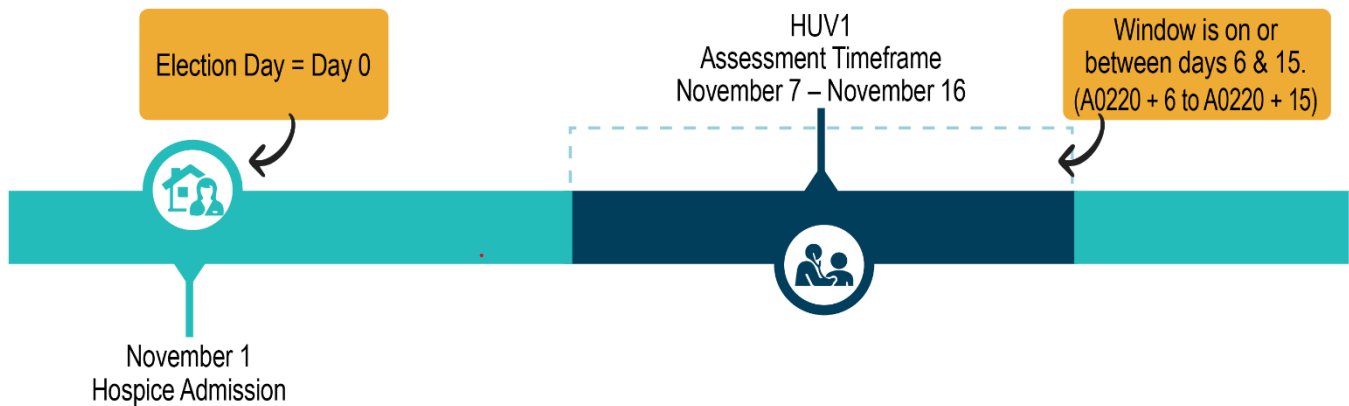 Election Day = Day 0
HUV1
Assessment Timeframe
November 7 – November 16
Window is on or
between days 6 & 15.
(A0220 + 6 to A0220 + 15)
November 1
Hospice Admission